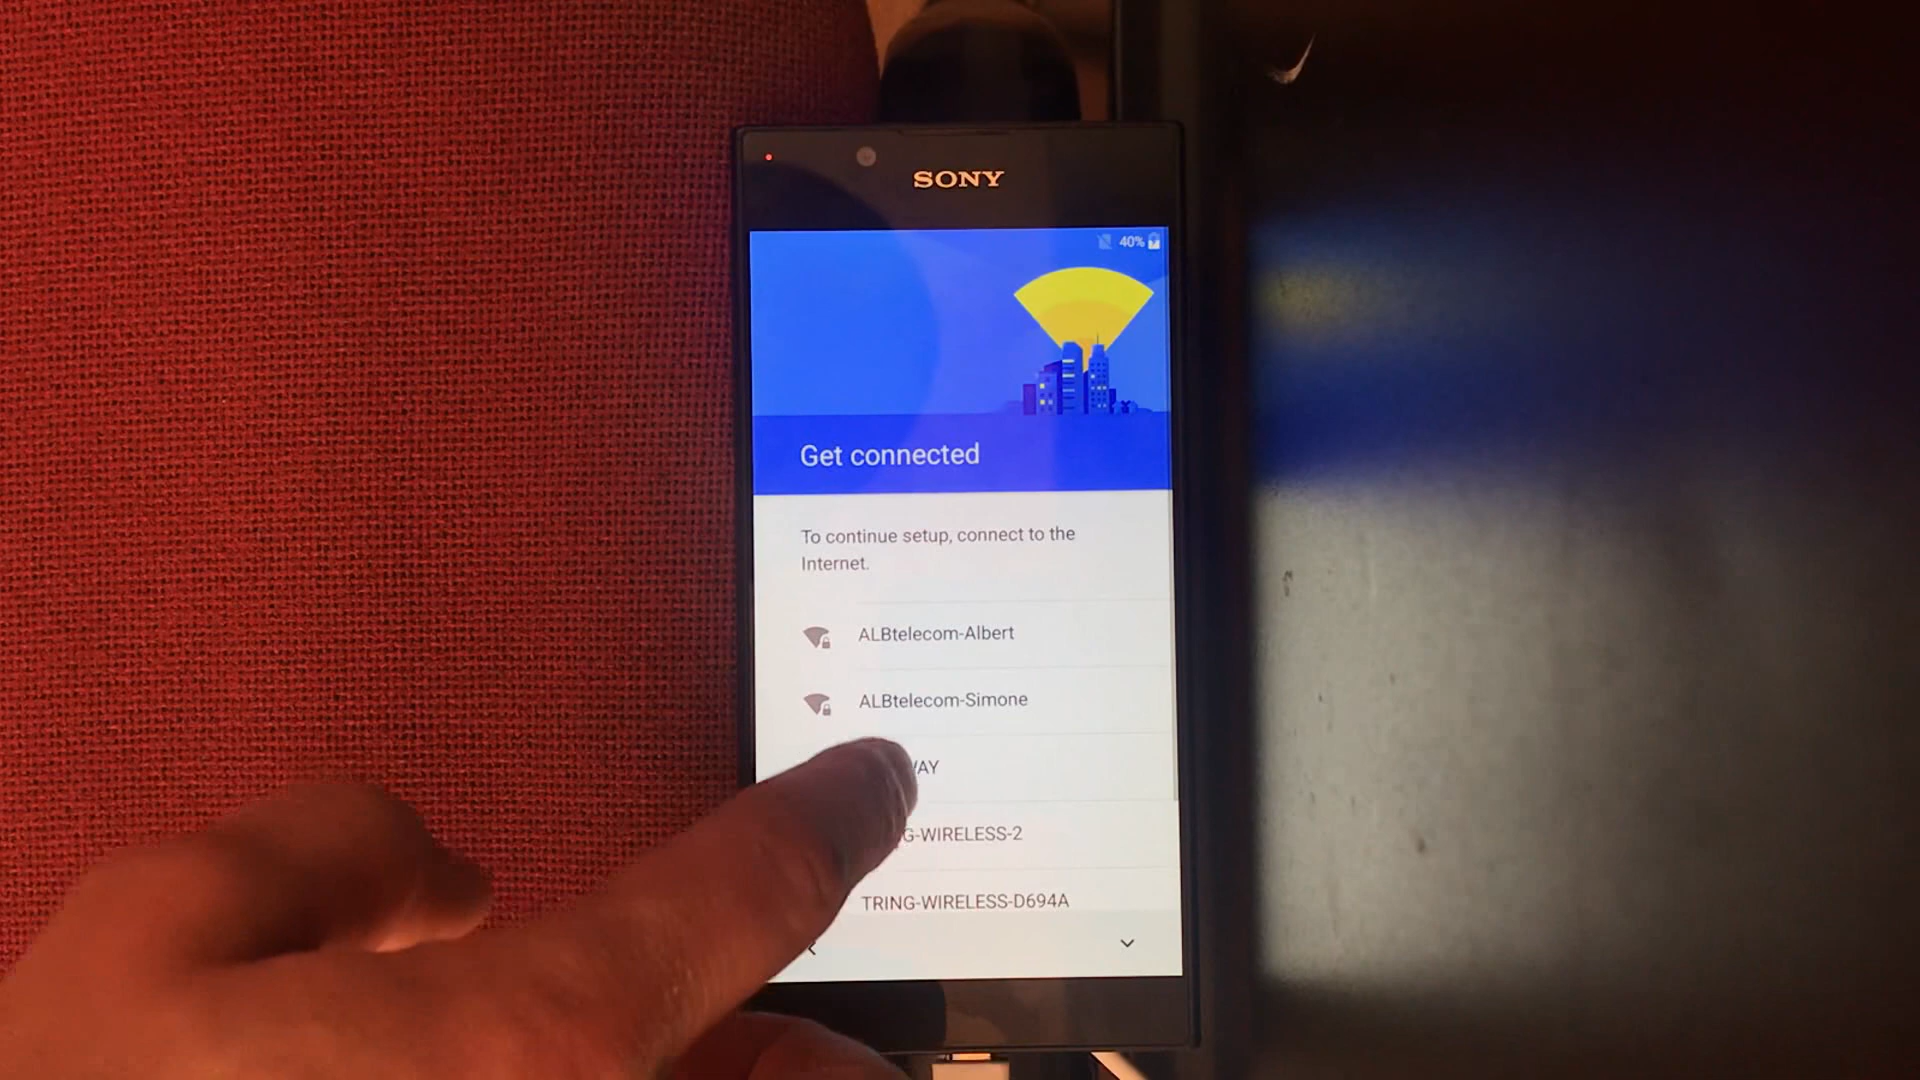 SONY
40%
Get connected
To continue setup, connect to the
Internet.
ALBtelecom-Albert
ALBtelecom-Simone
G-WIRELESS-2
TRING-WIRELESS-D694A